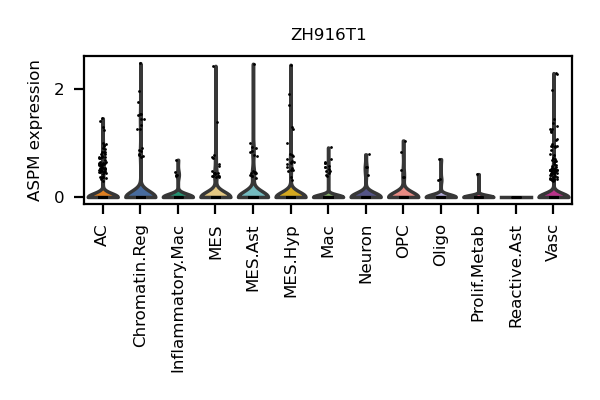 ZH916T1
ASPM expression
2
0
AC
Chromatin.Reg
Inflammatory.Mac
MES
MES.Ast
MES.Hyp
Mac
Neuron
OPC
Oligo
Prolif.Metab
Reactive.Ast
Vasc